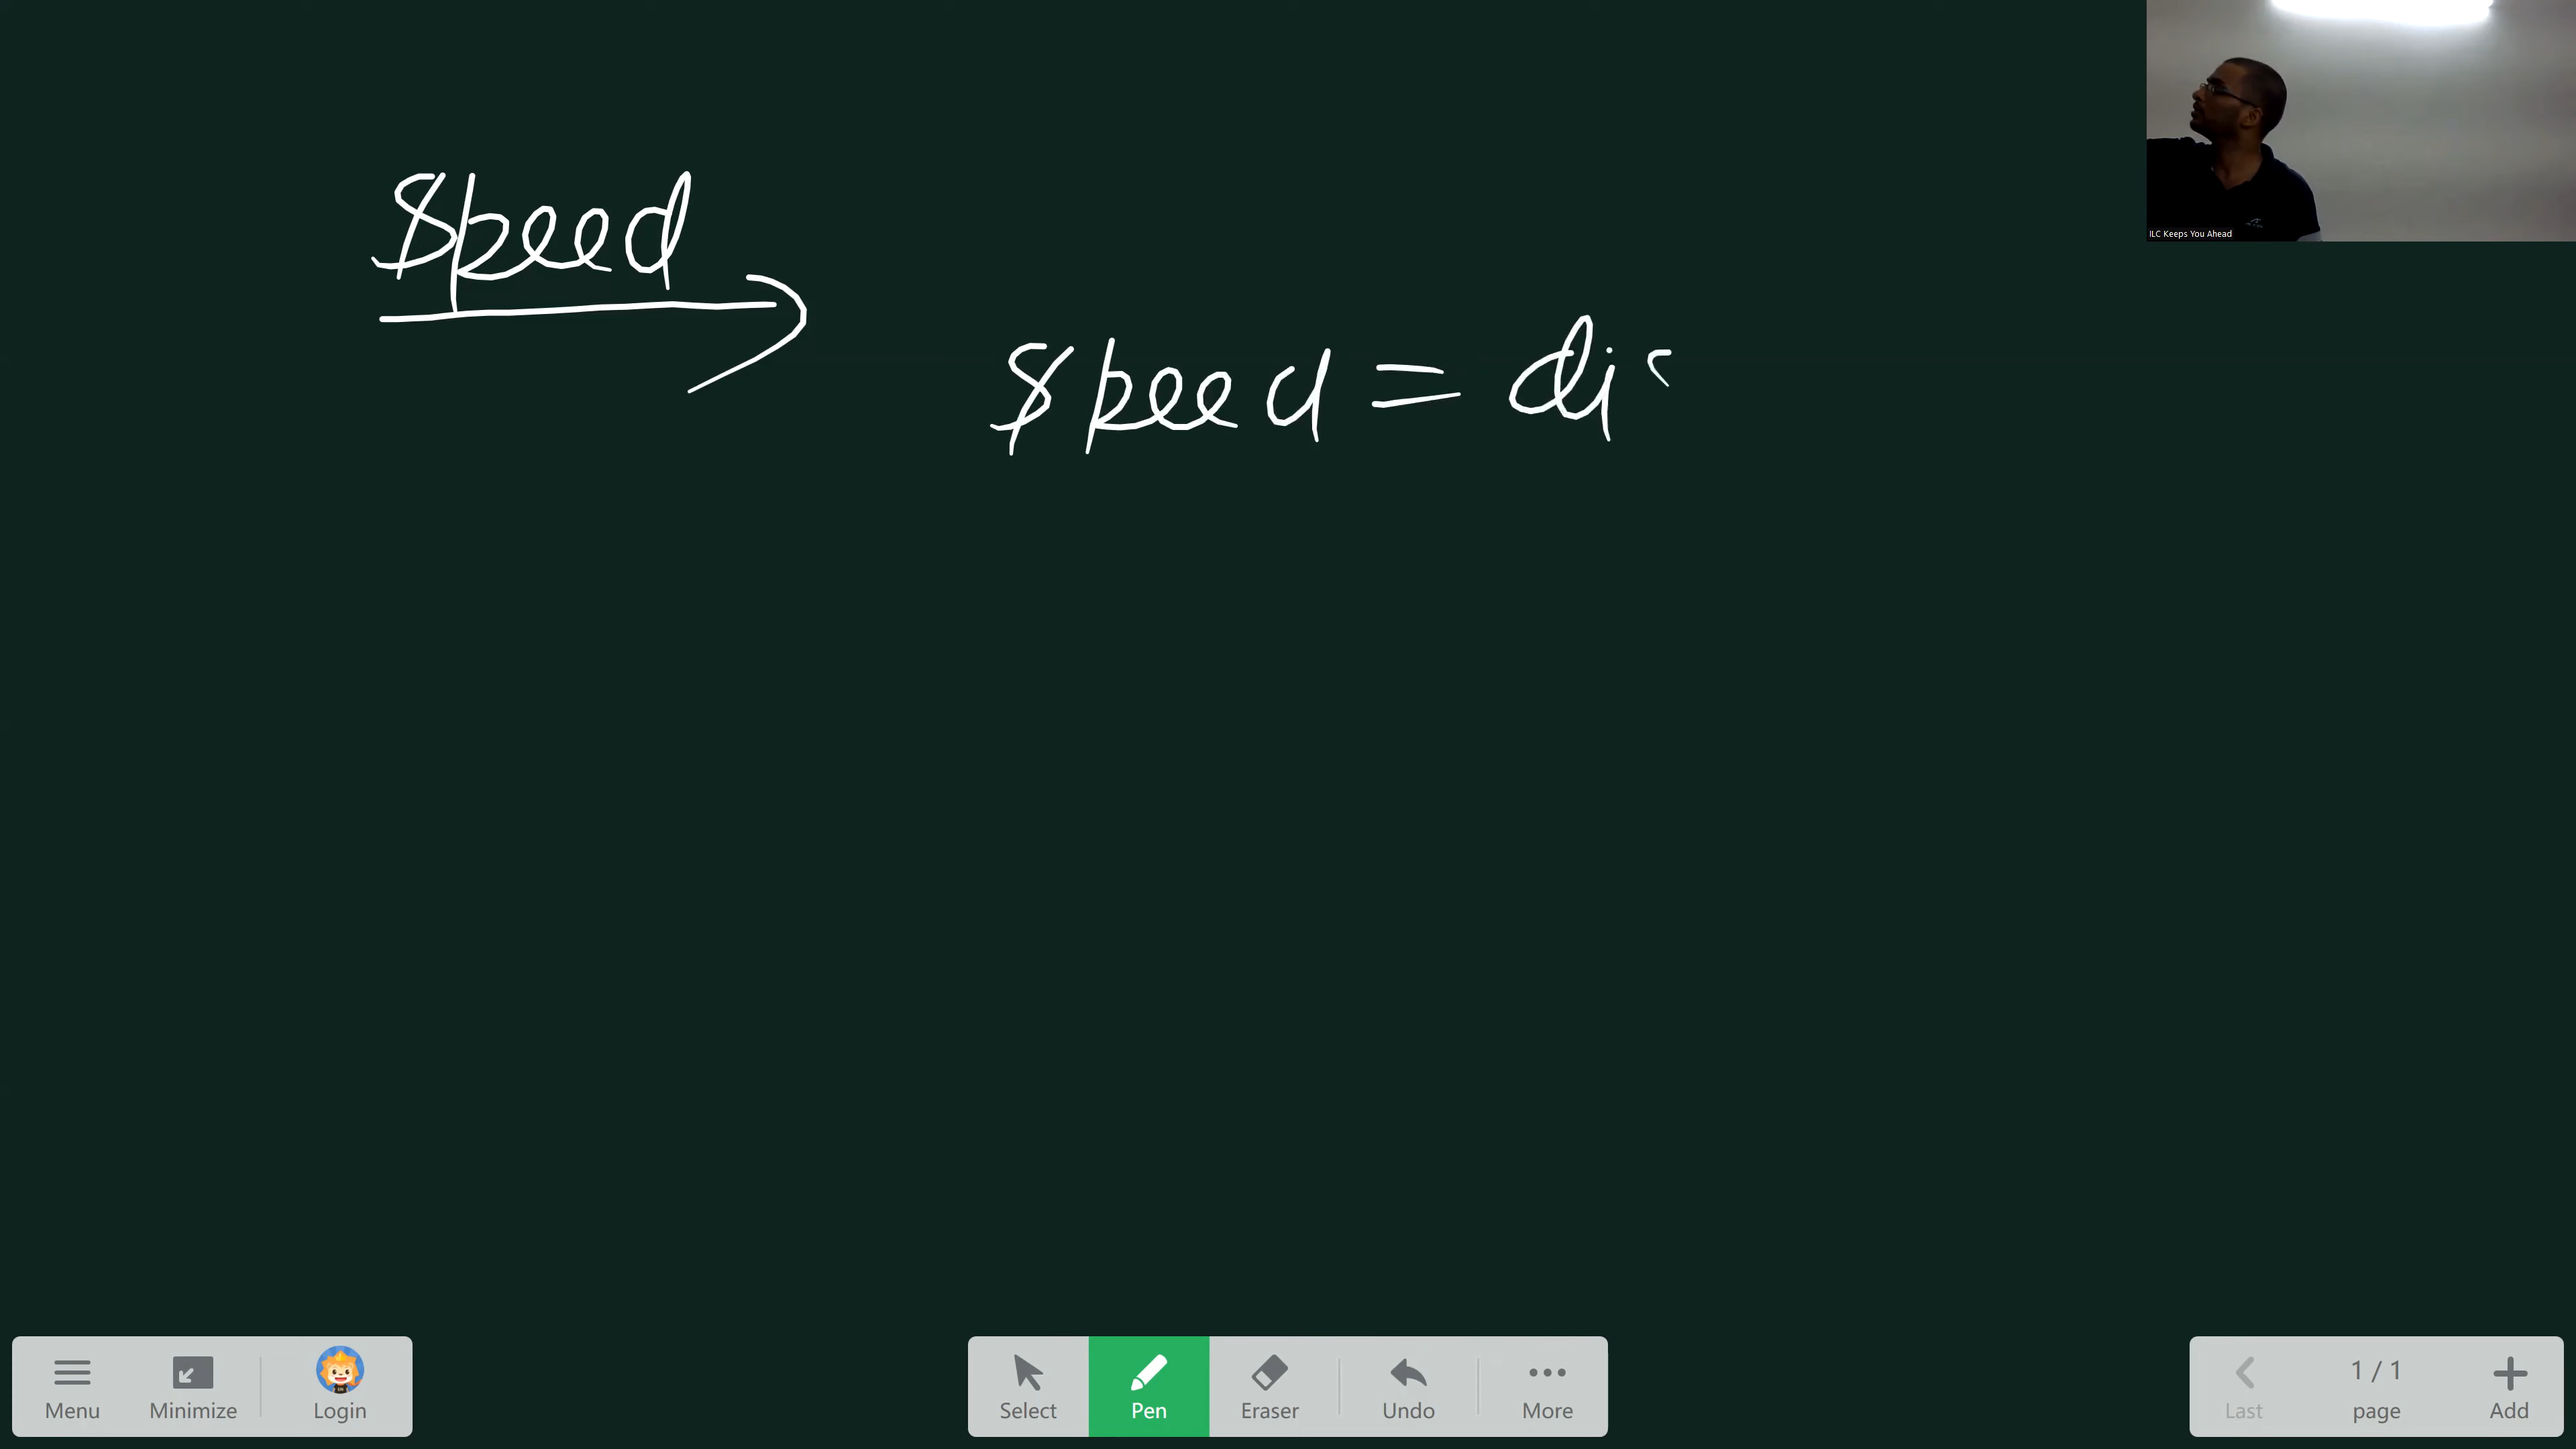 Speed
Speed = dis
ILC Keeps You Ahead
Menu Minimize Login Select Pen Eraser Undo More Last 1 / 1 page Add